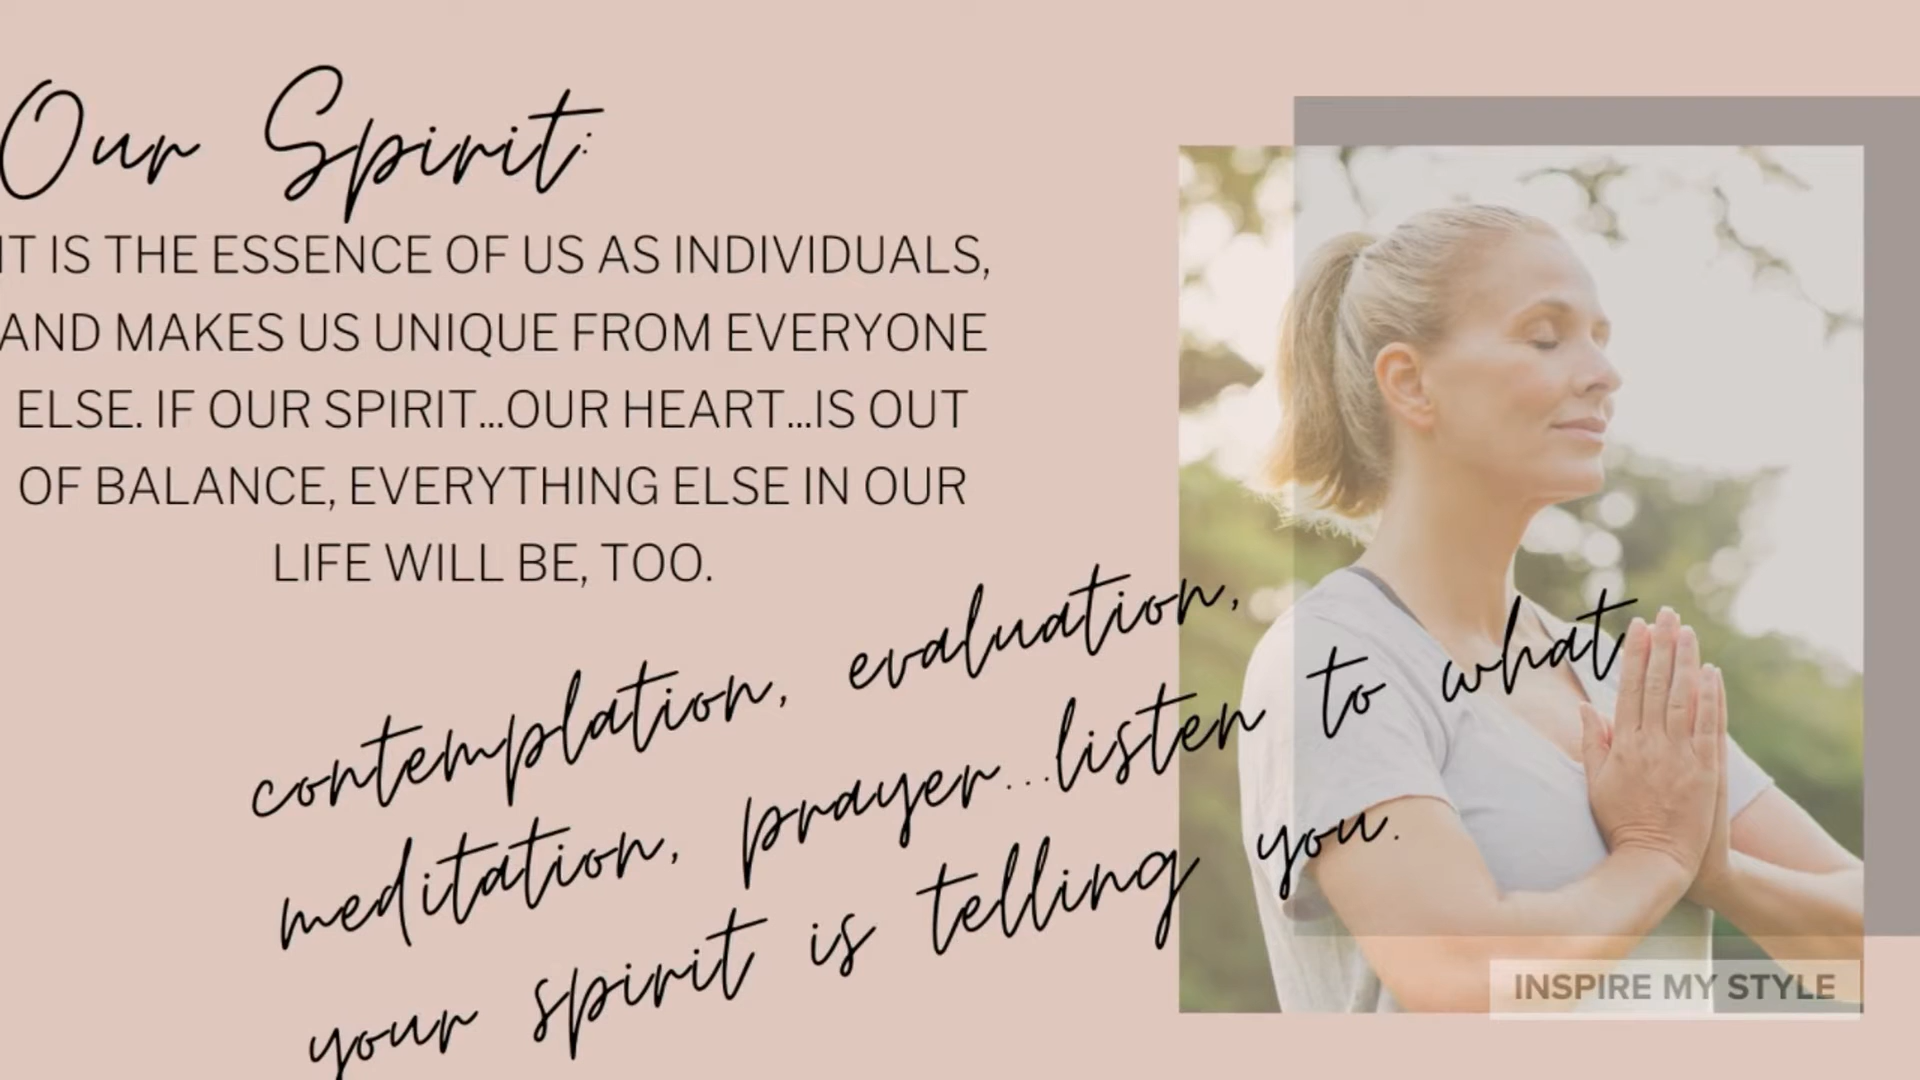 Our Spirit:
IT IS THE ESSENCE OF US AS INDIVIDUALS,
AND MAKES US UNIQUE FROM EVERYONE
ELSE. IF OUR SPIRIT...OUR HEART...IS OUT
OF BALANCE, EVERYTHING ELSE IN OUR
LIFE WILL BE, TOO.
contemplation, evaluation,
meditation, prayer...listen to what
your spirit is telling you.
INSPIRE MY STYLE